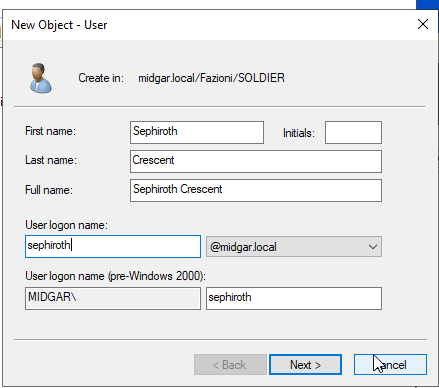 New Object - User
Create in: midgar.local/Fazioni/SOLDIER
First name: Sephiroth Initials:
Last name: Crescent
Full name: Sephiroth Crescent
User logon name:
sephiroth @midgar.local
User logon name (pre-Windows 2000):
MIDGAR\ sephiroth
< Back Next > Cancel